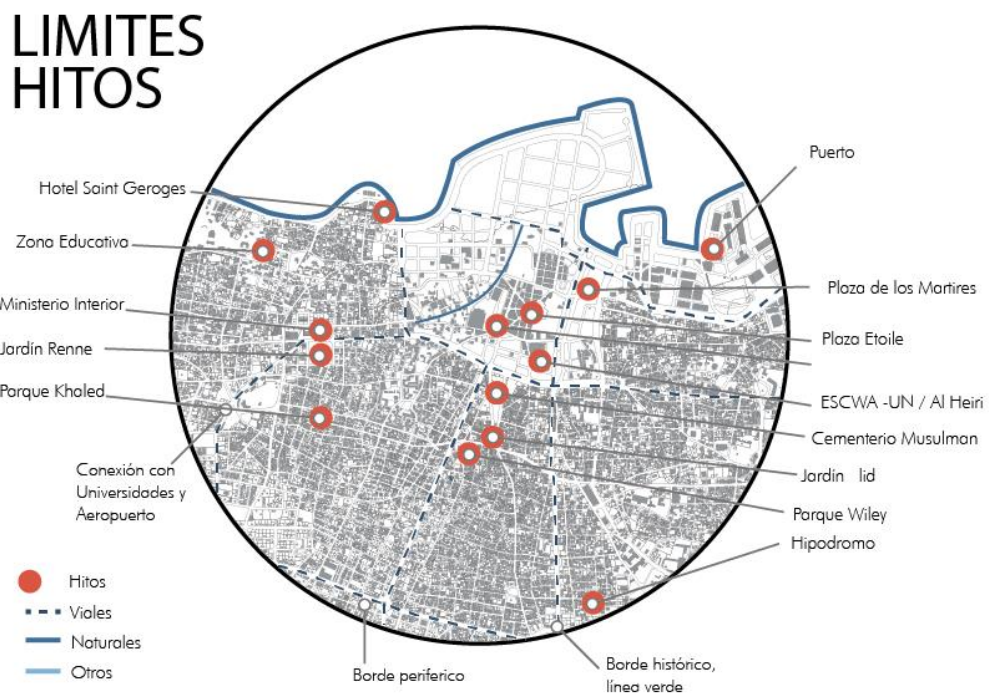 LIMITES
HITOS
Puerto
Hotel Saint Geroges
Zona Educativa
Plaza de los Martires
Ministerio Interior
Plaza Etoile
Jardín Renne
Parque Khaled
ESCWA -UN / Al Heiri
Cementerio Musulman
Conexión con
Universidades y
Aeropuerto
Jardín lid
Parque Wiley
Hipodromo
Hitos
Viales
Naturales
Otros
Borde periferico
Borde histórico,
línea verde